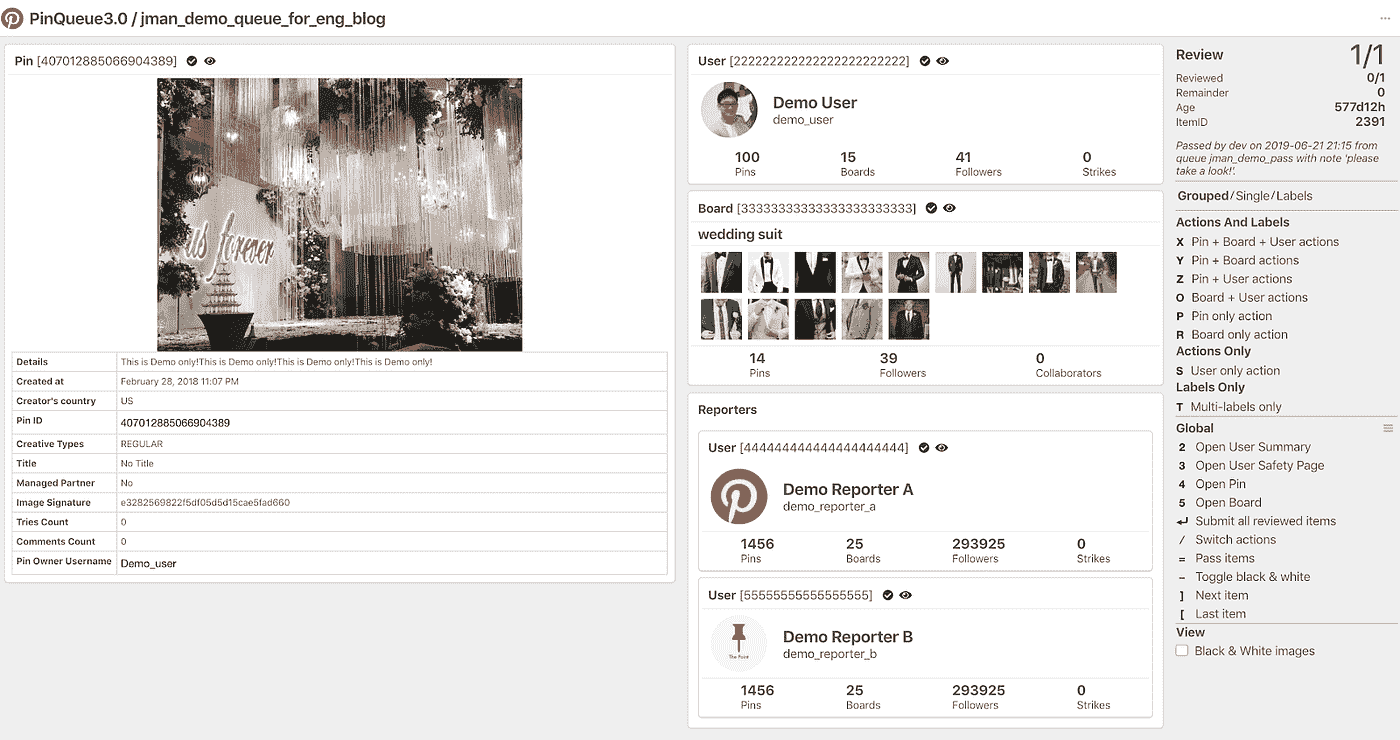 PinQueue3.0 / jman_demo_queue_for_eng_blog
Pin [407012885066904389]
us forever
Details This is Demo only!This is Demo only!This is Demo only!This is Demo only!
Created at February 28, 2018 11:07 PM
Creator's country US
Pin ID 407012885066904389
Creative Types REGULAR
Title No Title
Managed Partner No
Image Signature e3282569822f5df05d5d15cae5fad660
Tries Count 0
Comments Count 0
Pin Owner Username Demo_user
User [222222222222222222222222]
Demo User
demo_user
100 15 41 0
Pins Boards Followers Strikes
Board [33333333333333333333333]
wedding suit
14 39 0
Pins Followers Collaborators
Reporters
User [444444444444444444444]
Demo Reporter A
demo_reporter_a
1456 25 293925 0
Pins Boards Followers Strikes
User [55555555555555555]
The Point
Demo Reporter B
demo_reporter_b
1456 25 293925 0
Pins Boards Followers Strikes
Review 1/1
Reviewed 0/1
Remainder 0
Age 577d12h
ItemID 2391
Passed by dev on 2019-06-21 21:15 from
queue jman_demo_pass with note 'please
take a look!'.
Grouped/Single/Labels
Actions And Labels
X Pin + Board + User actions
Y Pin + Board actions
Z Pin + User actions
O Board + User actions
P Pin only action
R Board only action
Actions Only
S User only action
Labels Only
T Multi-labels only
Global
2 Open User Summary
3 Open User Safety Page
4 Open Pin
5 Open Board
↵ Submit all reviewed items
/ Switch actions
= Pass items
– Toggle black & white
] Next item
[ Last item
View
Black & White images